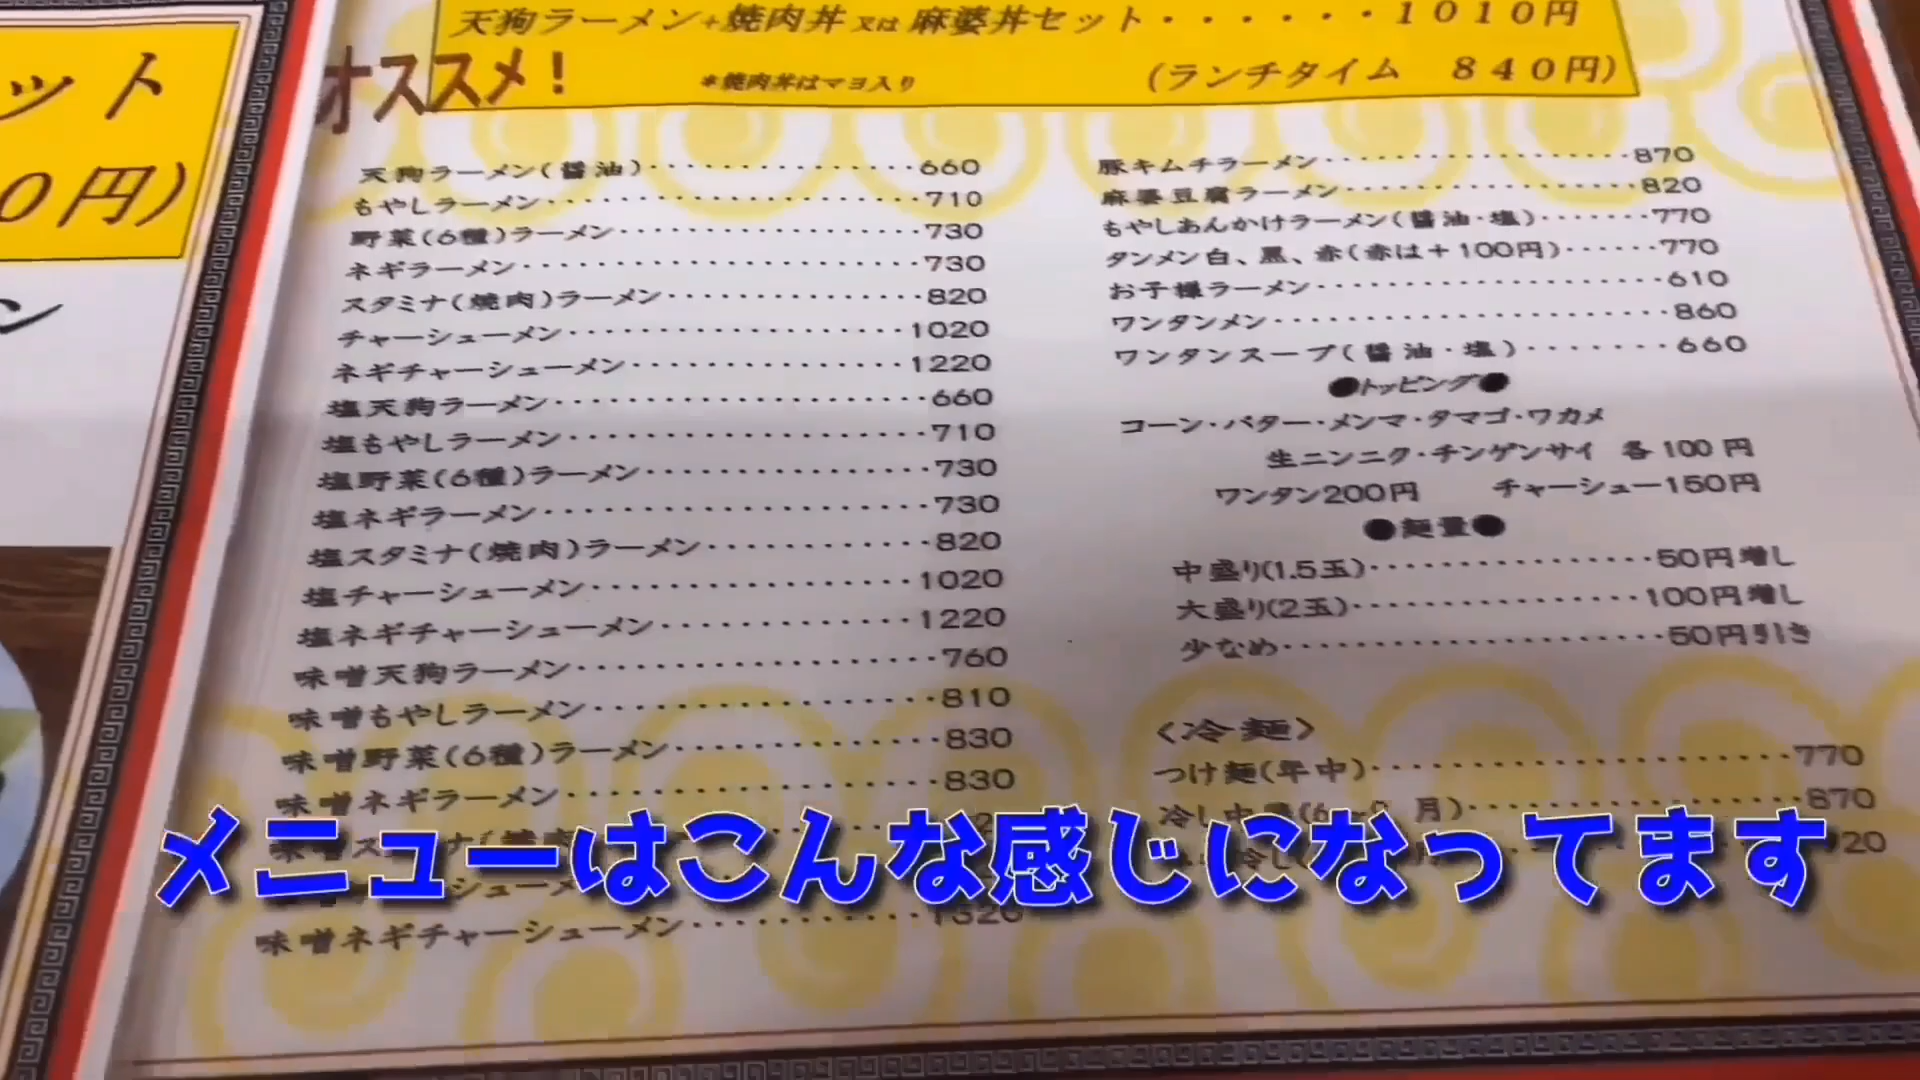 ット
0円)
ン
天狗ラーメン+焼肉丼 又は 麻婆丼セット・・・・・・・1010円
オススメ!
*焼肉丼はマヨ入り
(ランチタイム 840円)
天狗ラーメン(醤油)・・・・・・・・・・・・・・・660
もやしラーメン・・・・・・・・・・・・・・・・・・・・・710
野菜(6種)ラーメン・・・・・・・・・・・・・・・・・730
ネギラーメン・・・・・・・・・・・・・・・・・・・・・・・730
スタミナ(焼肉)ラーメン・・・・・・・・・・・・・・820
チャーシューメン・・・・・・・・・・・・・・・・・・・1020
ネギチャーシューメン・・・・・・・・・・・・・・・・1220
塩天狗ラーメン・・・・・・・・・・・・・・・・・・・・・660
塩もやしラーメン・・・・・・・・・・・・・・・・・・・・710
塩野菜(6種)ラーメン・・・・・・・・・・・・・・・・730
塩ネギラーメン・・・・・・・・・・・・・・・・・・・・・730
塩スタミナ(焼肉)ラーメン・・・・・・・・・・・・820
塩チャーシューメン・・・・・・・・・・・・・・・・・・1020
塩ネギチャーシューメン・・・・・・・・・・・・・・1220
味噌天狗ラーメン・・・・・・・・・・・・・・・・・・・760
味噌もやしラーメン・・・・・・・・・・・・・・・・・・810
味噌野菜(6種)ラーメン・・・・・・・・・・・・・・830
味噌ネギラーメン・・・・・・・・・・・・・・・・・・・830
味噌ネギチャーシューメン・・・・・・・・・・・・1320
豚キムチラーメン・・・・・・・・・・・・・・・・・・870
麻婆豆腐ラーメン・・・・・・・・・・・・・・・・・820
もやしあんかけラーメン(醤油・塩)・・・・・・・770
タンメン白、黒、赤(赤は+100円)・・・・・・770
お子様ラーメン・・・・・・・・・・・・・・・・・・・・610
ワンタンメン・・・・・・・・・・・・・・・・・・・・・・・860
ワンタンスープ(醤油・塩)・・・・・・・・660
●トッピング●
コーン・バター・メンマ・タマゴ・ワカメ
生ニンニク・チンゲンサイ 各100円
ワンタン200円 チャーシュー150円
●麺量●
中盛り(1.5玉)・・・・・・・・・・・・・・・・50円増し
大盛り(2玉)・・・・・・・・・・・・・・・・100円増し
少なめ・・・・・・・・・・・・・・・・・・・・・50円引き
<冷麺>
つけ麺(年中)・・・・・・・・・・・・・・・・・・・・・770
冷し中 月)・・・・・・・・・・・・・・・・・・870
メニューはこんな感じになってます